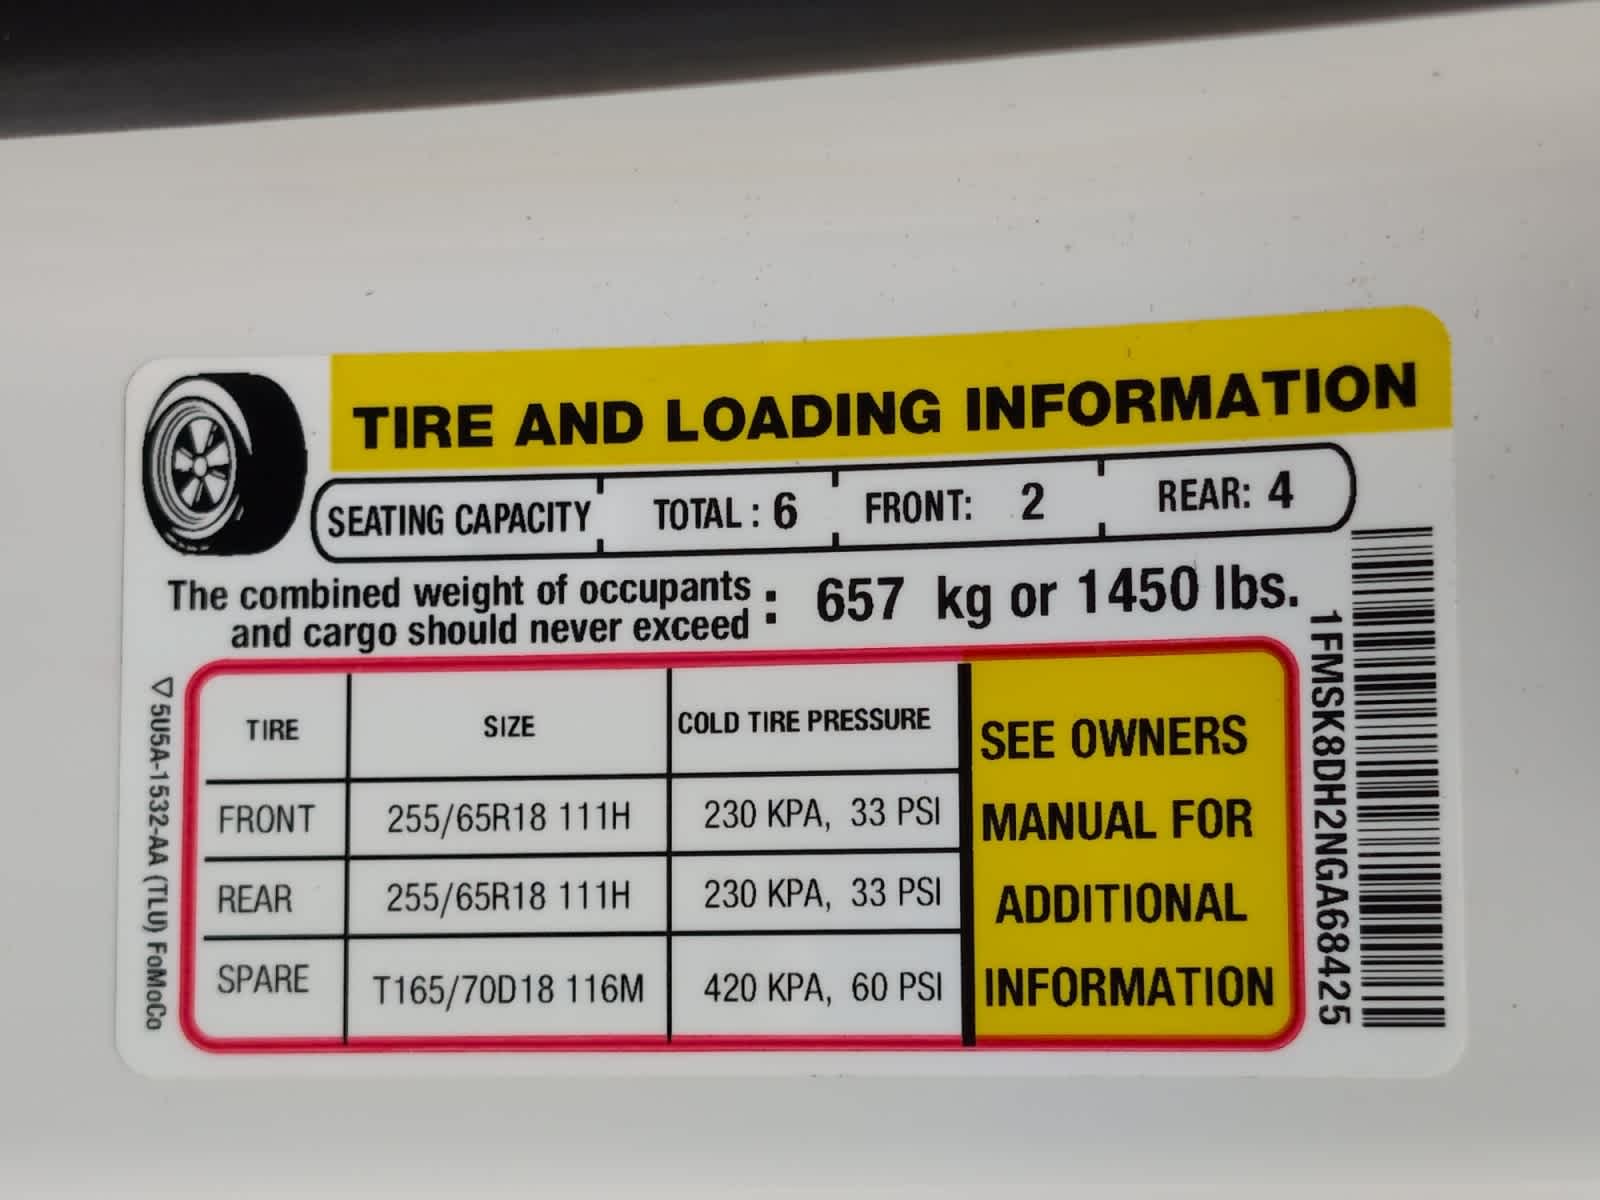 TIRE AND LOADING INFORMATION
SEATING CAPACITY TOTAL : 6 FRONT: 2 REAR: 4
The combined weight of occupants
and cargo should never exceed : 657 kg or 1450 lbs.
TIRE SIZE COLD TIRE PRESSURE
FRONT 255/65R18 111H 230 KPA, 33 PSI
REAR 255/65R18 111H 230 KPA, 33 PSI
SPARE T165/70D18 116M 420 KPA, 60 PSI
SEE OWNERS
MANUAL FOR
ADDITIONAL
INFORMATION
5U5A-1532-AA (TLU) FoMoCo
1FMSK8DH2NGA68425